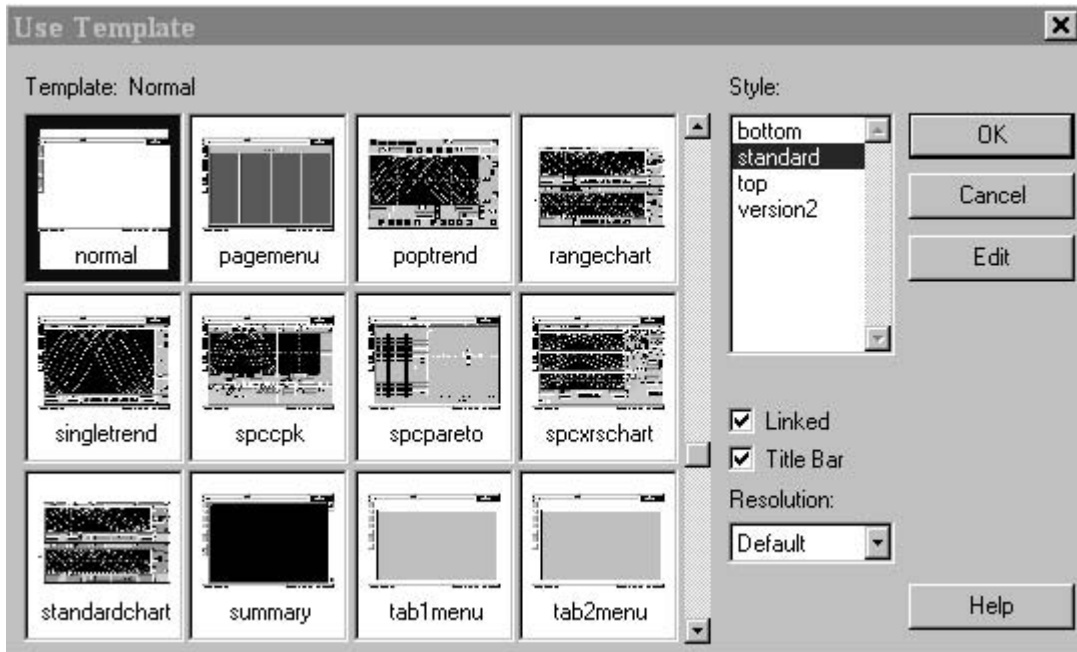 Use Template
Template: Normal
normal
pagemenu
poptrend
rangechart
singletrend
spccpk
spcpareto
spcxrschart
standardchart
summary
tab1menu
tab2menu
Style:
bottom
standard
top
version2
Linked
Title Bar
Resolution:
Default
OK
Cancel
Edit
Help